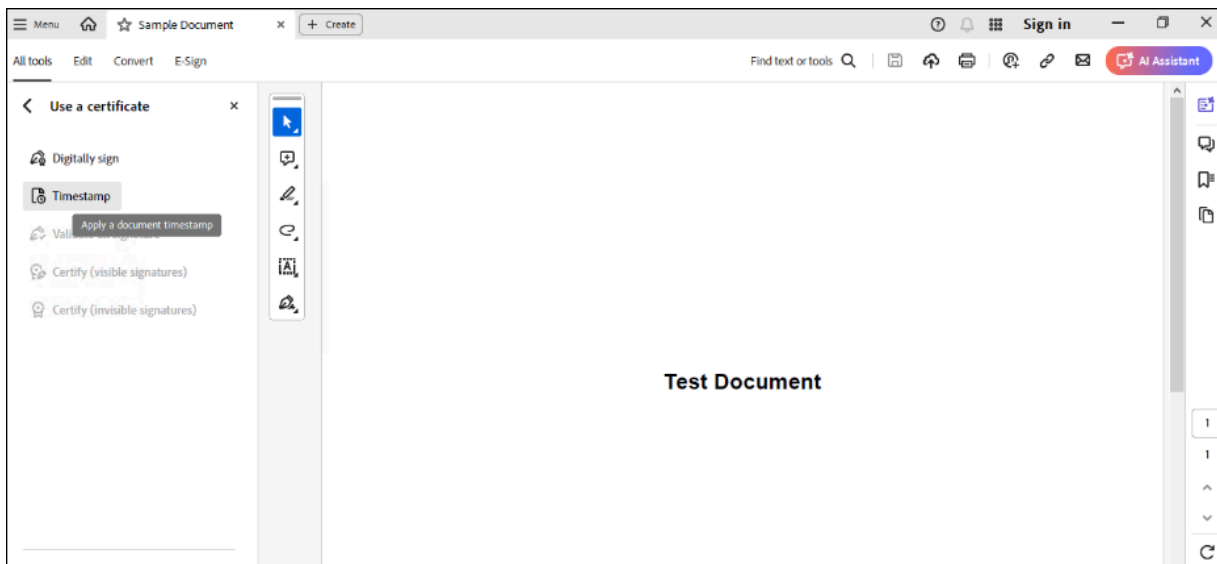 Menu
Sample Document
+ Create
Sign in
All tools
Edit
Convert
E-Sign
Find text or tools
AI Assistant
Use a certificate
Digitally sign
Timestamp
Apply a document timestamp
Certify (visible signatures)
Certify (invisible signatures)
A
Test Document
1
1